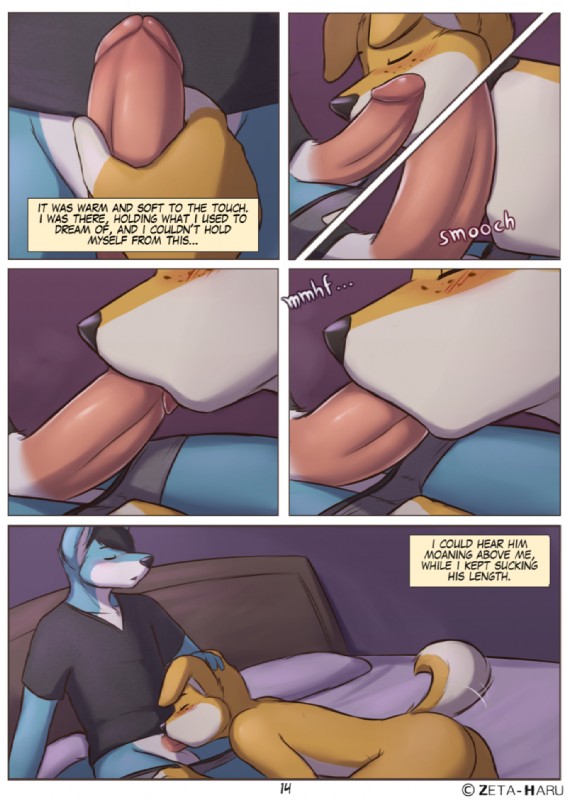 IT WAS WARM AND SOFT TO THE TOUCH.
I WAS THERE, HOLDING WHAT I USED TO
DREAM OF, AND I COULDN'T HOLD
MYSELF FROM THIS...
smooch
mmhf...
I COULD HEAR HIM
MOANING ABOVE ME,
WHILE I KEPT SUCKING
HIS LENGTH.
14
© ZETA-HARU